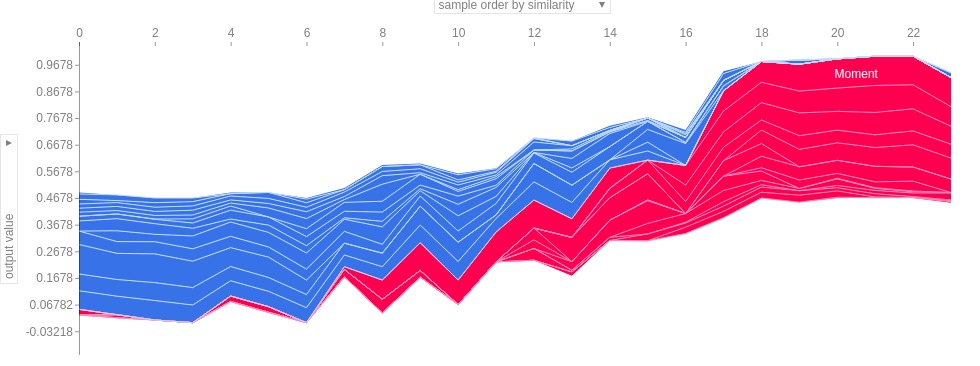 sample order by similarity ▼
0 2 4 6 8 10 12 14 16 18 20 22
0.9678
0.8678
0.7678
0.6678
0.5678
0.4678
0.3678
0.2678
0.1678
0.06782
-0.03218
output value ▶
Moment